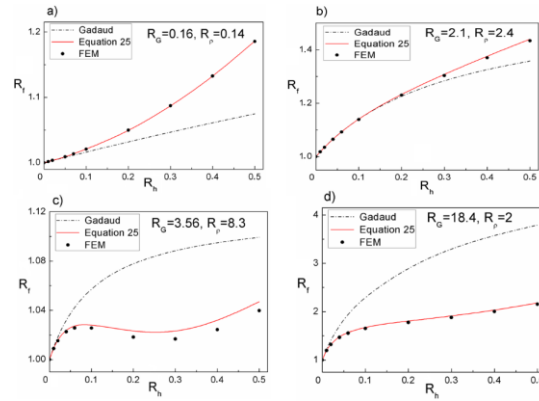 a)
Gadaud
Equation 25
FEM
R_G=0.16, R_ρ=0.14
1.2
1.1
1.0
R_f
0.0 0.1 0.2 0.3 0.4 0.5
R_h
b)
Gadaud
Equation 25
FEM
R_G=2.1, R_ρ=2.4
1.4
1.2
1.0
R_f
0.0 0.1 0.2 0.3 0.4 0.5
R_h
c)
Gadaud
Equation 25
FEM
R_G=3.56, R_ρ=8.3
1.12
1.08
1.04
1.00
R_f
0.0 0.1 0.2 0.3 0.4 0.5
R_h
d)
Gadaud
Equation 25
FEM
R_G=18.4, R_ρ=2
4
3
2
1
R_f
0.0 0.1 0.2 0.3 0.4 0.5
R_h